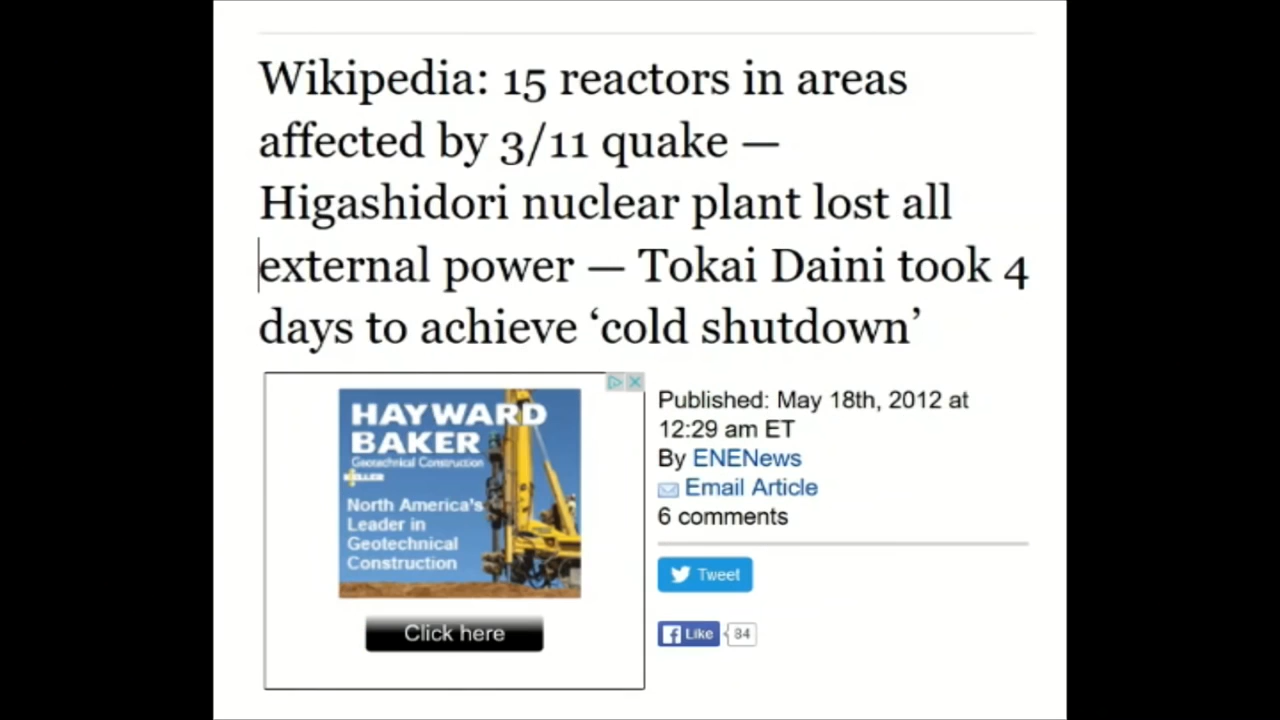 Wikipedia: 15 reactors in areas
affected by 3/11 quake —
Higashidori nuclear plant lost all
external power — Tokai Daini took 4
days to achieve ‘cold shutdown’
HAYWARD
BAKER
Geotechnical Construction
KELLER
North America's
Leader in
Geotechnical
Construction
Click here
Published: May 18th, 2012 at
12:29 am ET
By ENENews
Email Article
6 comments
Tweet
Like 84